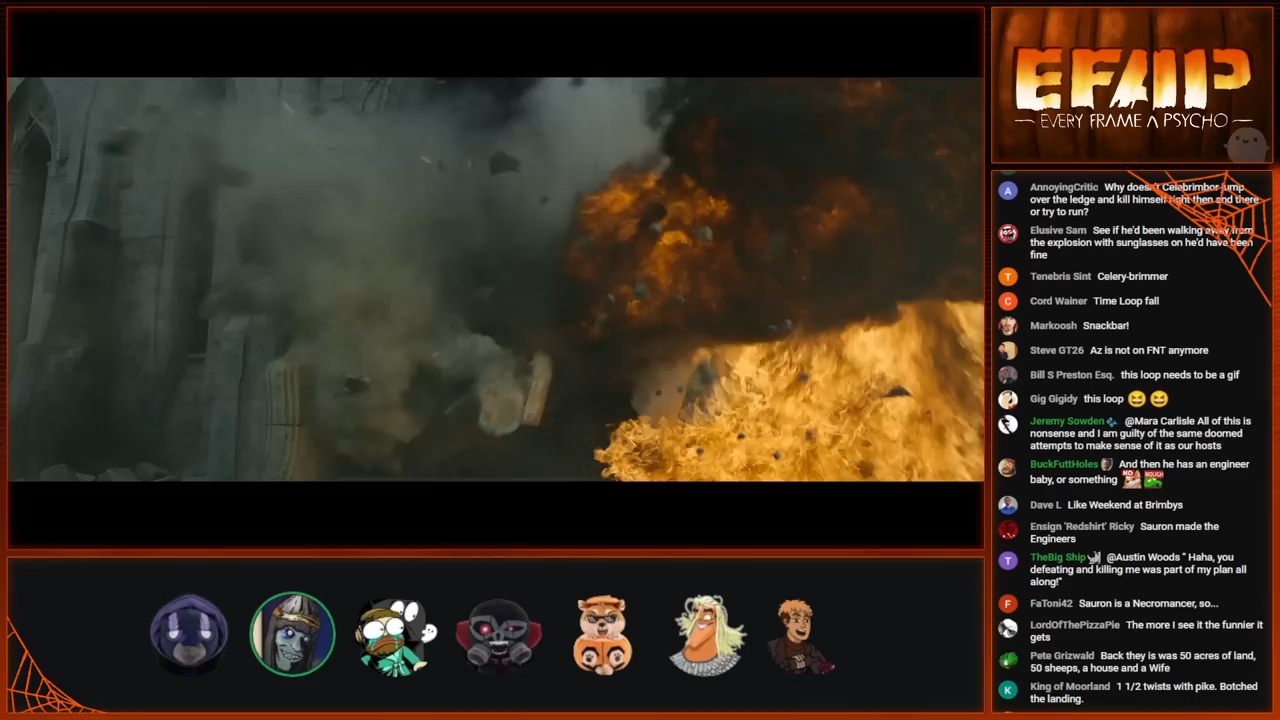 EFAIP
EVERY FRAME A PSYCHO
A
AnnoyingCritic Why doesn't Celebrimbor jump
over the ledge and kill himself right then and there
or try to run?
Elusive Sam See if he'd been walking away from
the explosion with sunglasses on he'd have been
fine
T
Tenebris Sint Celery-brimmer
C
Cord Wainer Time Loop fall
Markoosh Snackbar!
Steve GT26 Az is not on FNT anymore
Bill S Preston Esq. this loop needs to be a gif
Gig Gigidy this loop 😆 😆
Jeremy Sowden @Mara Carlisle All of this is
nonsense and I am guilty of the same doomed
attempts to make sense of it as our hosts
BuckFuttHoles And then he has an engineer
baby, or something
Dave L Like Weekend at Brimbys
Ensign 'Redshirt' Ricky Sauron made the
Engineers
T
TheBig Ship @Austin Woods " Haha, you
defeating and killing me was part of my plan all
along!"
F
FaToni42 Sauron is a Necromancer, so...
LordOfThePizzaPie The more I see it the funnier it
gets
Pete Grizwald Back they is was 50 acres of land,
50 sheeps, a house and a Wife
K
King of Moorland 1 1/2 twists with pike. Botched
the landing.